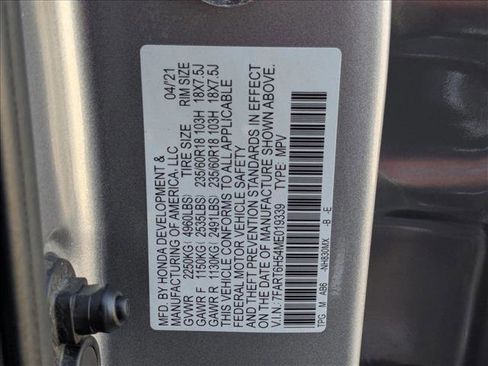 MFD. BY HONDA DEVELOPMENT & 04/21
MANUFACTURING OF AMERICA, LLC
GVWR 2250KG( 4960LBS) TIRE SIZE RIM SIZE
GAWR F 1150KG( 2535LBS) 235/60R18 103H 18X7.5J
GAWR R 1130KG( 2491LBS) 235/60R18 103H 18X7.5J
THIS VEHICLE CONFORMS TO ALL APPLICABLE
FEDERAL MOTOR VEHICLE SAFETY
AND THEFT PREVENTION STANDARDS IN EFFECT
ON THE DATE OF MANUFACTURE SHOWN ABOVE.
V.I.N.: 7FART6H54ME019339 TYPE: MPV
TPG M AB6 -NH830MX -B -E